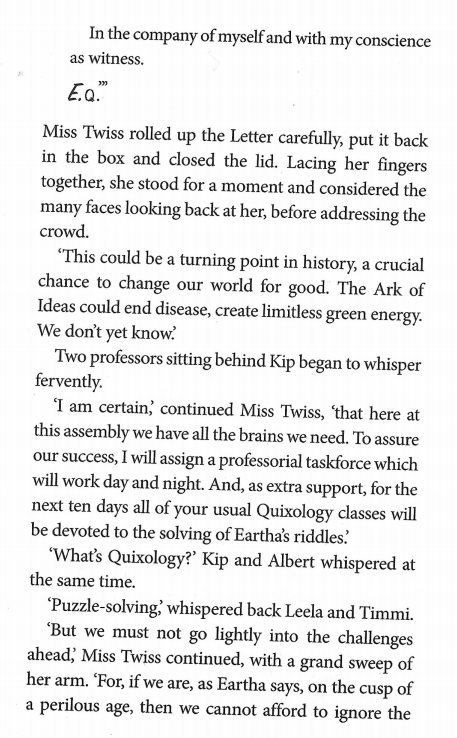 In the company of myself and with my conscience
as witness.
E.Q.’’’
Miss Twiss rolled up the Letter carefully, put it back
in the box and closed the lid. Lacing her fingers
together, she stood for a moment and considered the
many faces looking back at her, before addressing the
crowd.
‘This could be a turning point in history, a crucial
chance to change our world for good. The Ark of
Ideas could end disease, create limitless green energy.
We don’t yet know.’
Two professors sitting behind Kip began to whisper
fervently.
‘I am certain,’ continued Miss Twiss, ‘that here at
this assembly we have all the brains we need. To assure
our success, I will assign a professorial taskforce which
will work day and night. And, as extra support, for the
next ten days all of your usual Quixology classes will
be devoted to the solving of Eartha’s riddles.’
‘What’s Quixology?’ Kip and Albert whispered at
the same time.
‘Puzzle-solving,’ whispered back Leela and Timmi.
‘But we must not go lightly into the challenges
ahead,’ Miss Twiss continued, with a grand sweep of
her arm. ‘For, if we are, as Eartha says, on the cusp of
a perilous age, then we cannot afford to ignore the